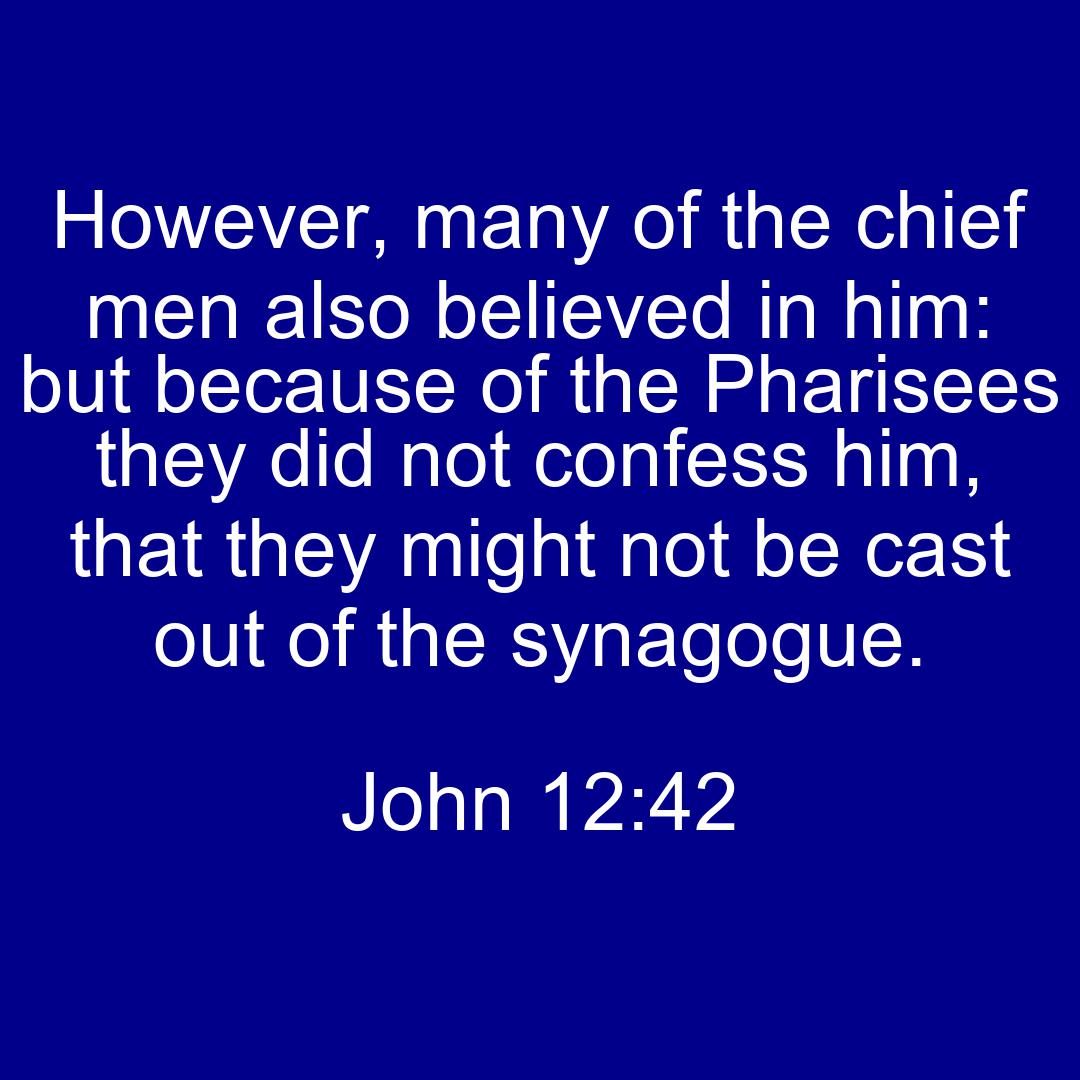 However, many of the chief
men also believed in him:
but because of the Pharisees
they did not confess him,
that they might not be cast
out of the synagogue.
John 12:42